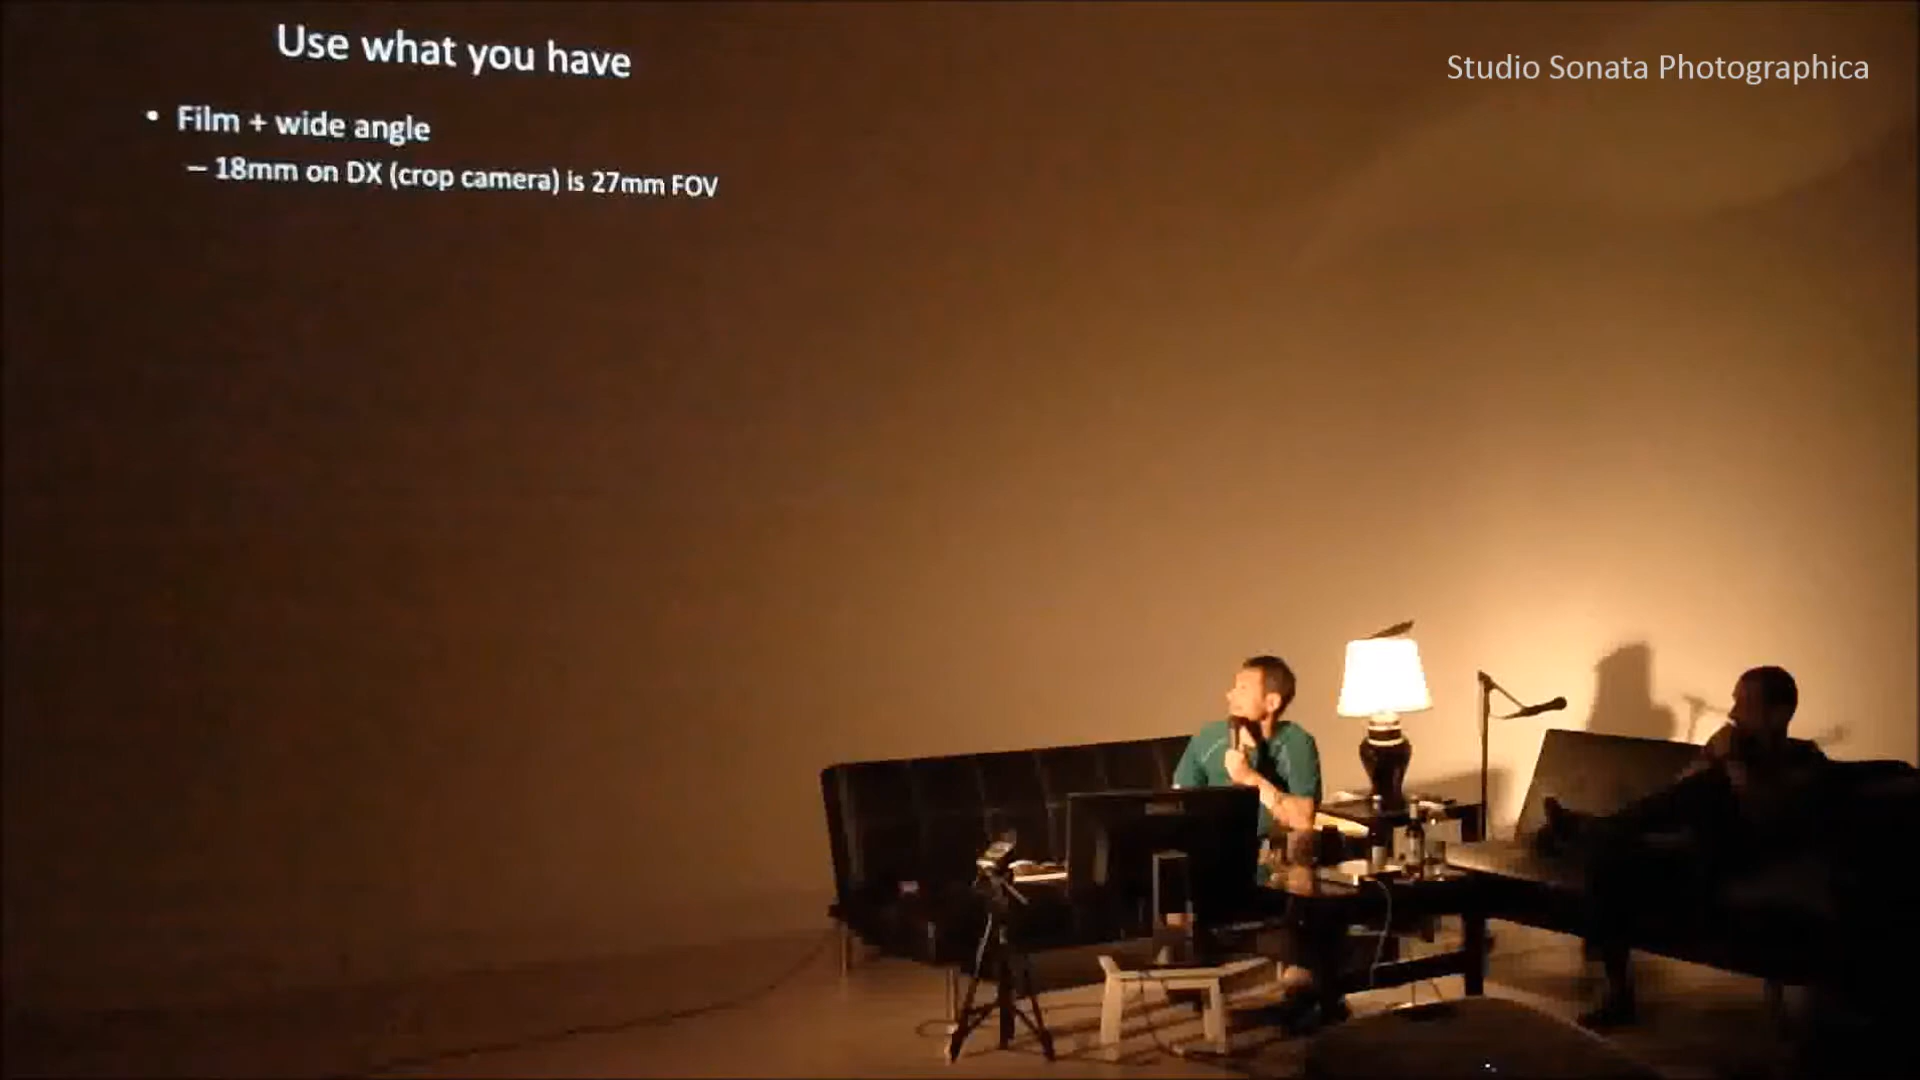 Use what you have
Studio Sonata Photographica
• Film + wide angle
– 18mm on DX (crop camera) is 27mm FOV